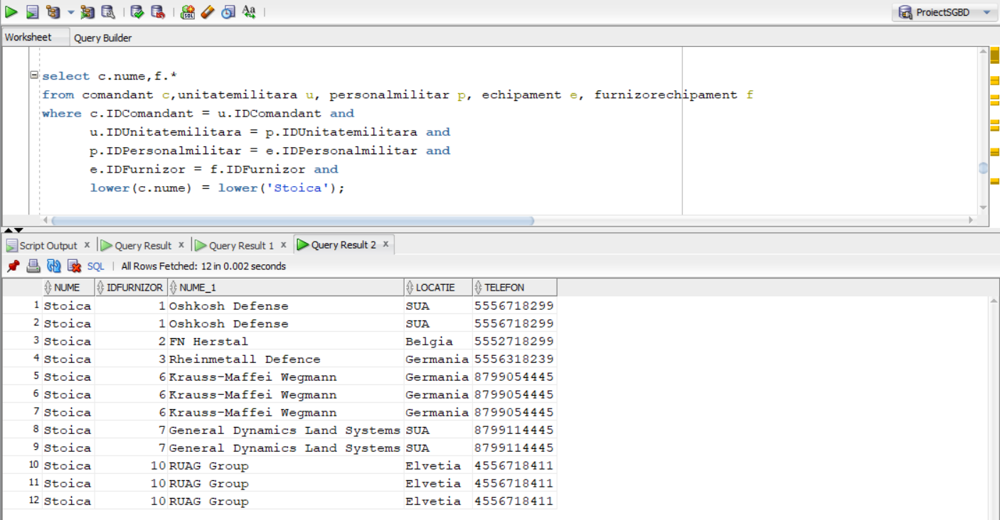 ProiectSGBD
Worksheet Query Builder
select c.nume,f.*
from comandant c,unitatemilitara u, personalmilitar p, echipament e, furnizorechipament f
where c.IDComandant = u.IDComandant and
u.IDUnitatemilitara = p.IDUnitatemilitara and
p.IDPersonalmilitar = e.IDPersonalmilitar and
e.IDFurnizor = f.IDFurnizor and
lower(c.nume) = lower('Stoica');
Script Output x Query Result x Query Result 1 x Query Result 2 x
SQL | All Rows Fetched: 12 in 0.002 seconds
NUME IDFURNIZOR NUME_1 LOCATIE TELEFON
1 Stoica 1 Oshkosh Defense SUA 5556718299
2 Stoica 1 Oshkosh Defense SUA 5556718299
3 Stoica 2 FN Herstal Belgia 5552718299
4 Stoica 3 Rheinmetall Defence Germania 5556318239
5 Stoica 6 Krauss-Maffei Wegmann Germania 8799054445
6 Stoica 6 Krauss-Maffei Wegmann Germania 8799054445
7 Stoica 6 Krauss-Maffei Wegmann Germania 8799054445
8 Stoica 7 General Dynamics Land Systems SUA 8799114445
9 Stoica 7 General Dynamics Land Systems SUA 8799114445
10 Stoica 10 RUAG Group Elvetia 4556718411
11 Stoica 10 RUAG Group Elvetia 4556718411
12 Stoica 10 RUAG Group Elvetia 4556718411